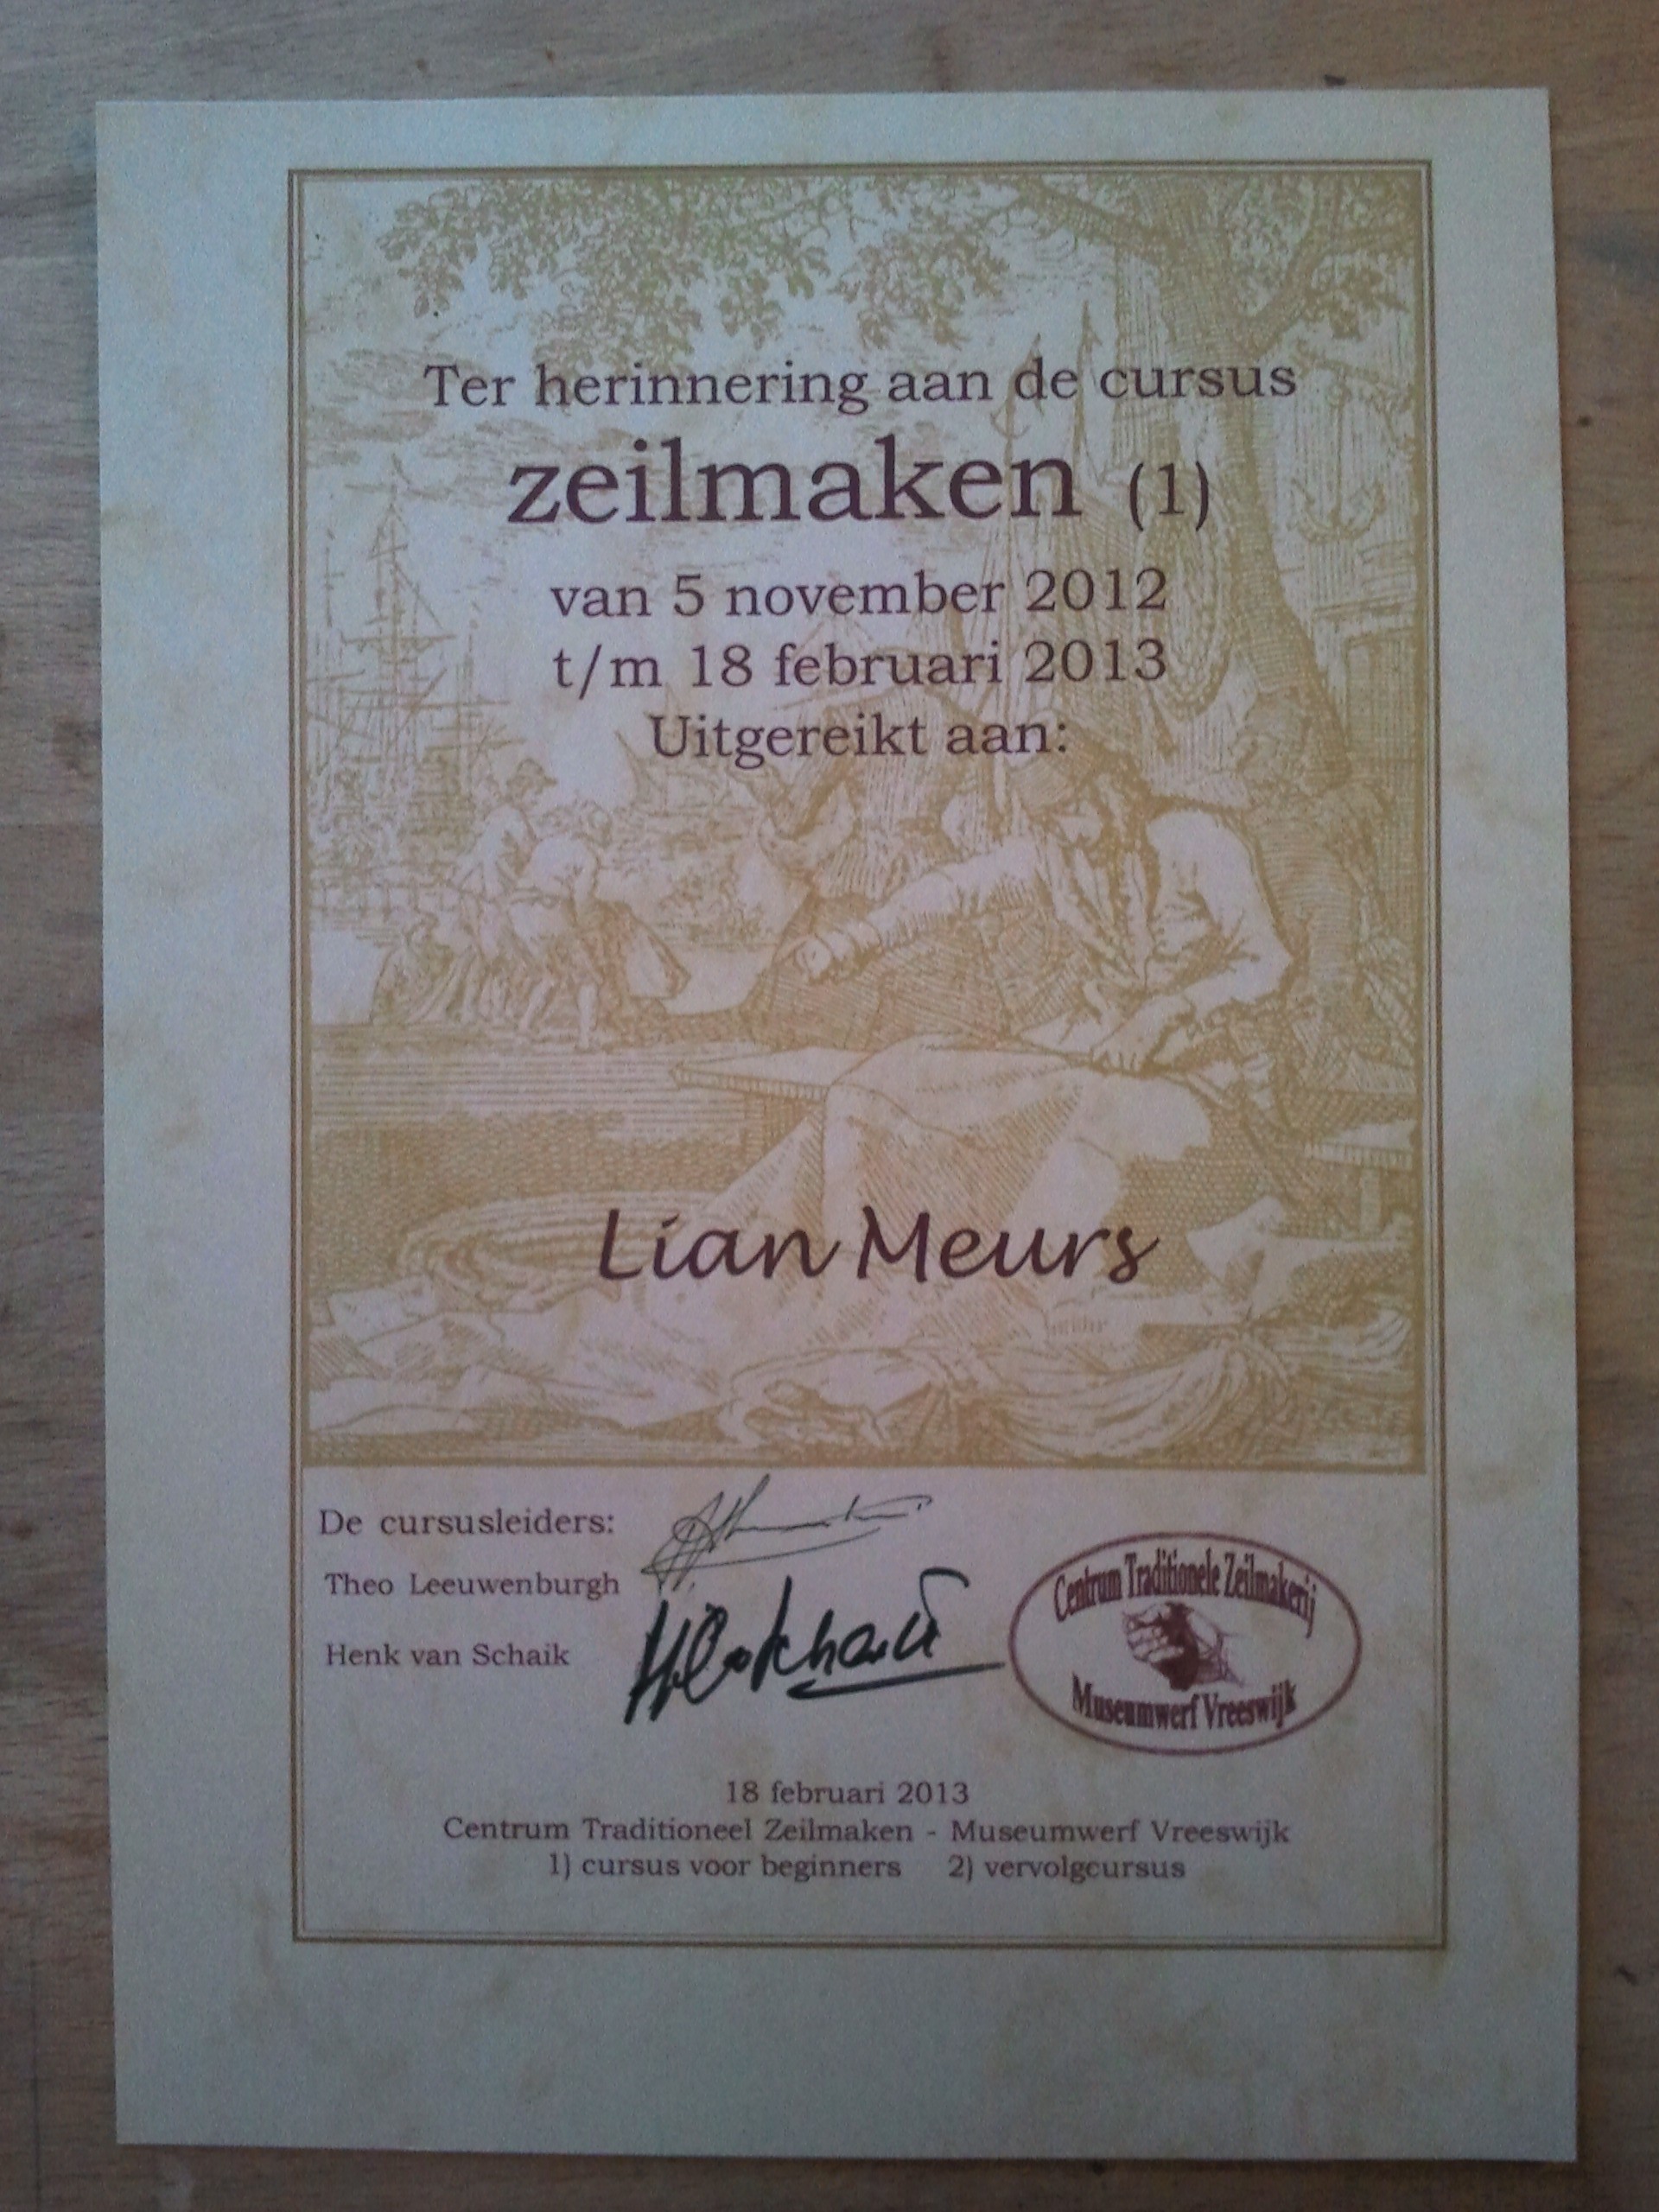 Ter herinnering aan de cursus
zeilmaken (1)
van 5 november 2012
t/m 18 februari 2013
Uitgereikt aan:
Lian Meurs
De cursusleiders:
Theo Leeuwenburgh
Henk van Schaik
Centrum Traditionele Zeilmakerij
Museumwerf Vreeswijk
18 februari 2013
Centrum Traditioneel Zeilmaken - Museumwerf Vreeswijk
1) cursus voor beginners 2) vervolgcursus